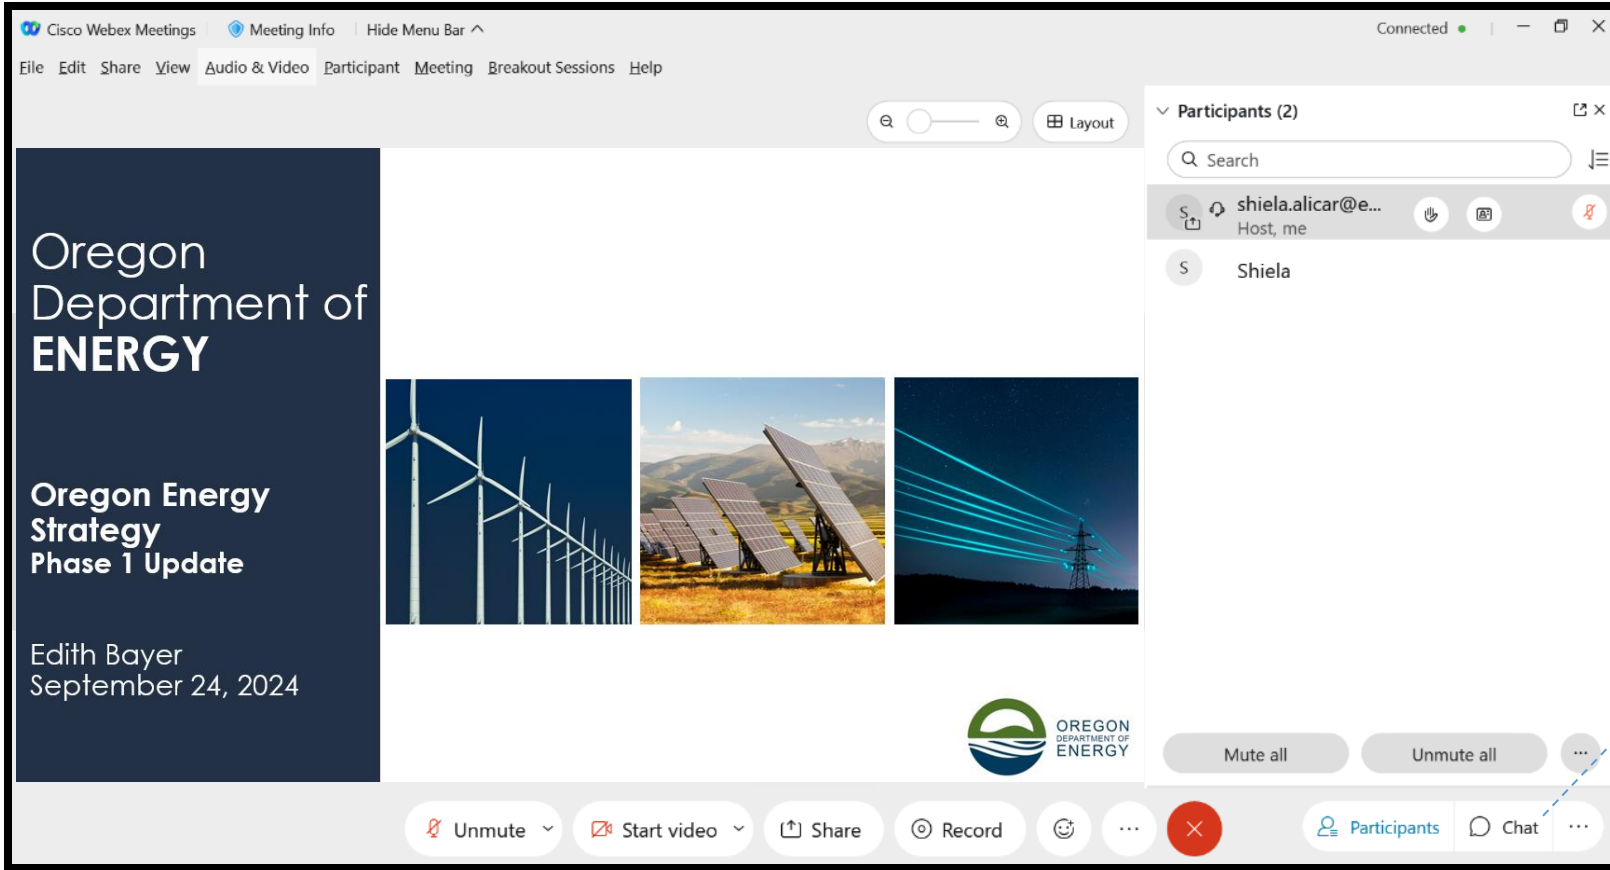 Cisco Webex Meetings
Meeting Info
Hide Menu Bar
Connected
File Edit Share View Audio & Video Participant Meeting Breakout Sessions Help
Layout
Participants (2)
Search
S
shiela.alicar@e...
Host, me
S
Shiela
Oregon
Department of
ENERGY
Oregon Energy
Strategy
Phase 1 Update
Edith Bayer
September 24, 2024
OREGON
DEPARTMENT OF
ENERGY
Mute all
Unmute all
...
Unmute
Start video
Share
Record
...
Participants
Chat
...